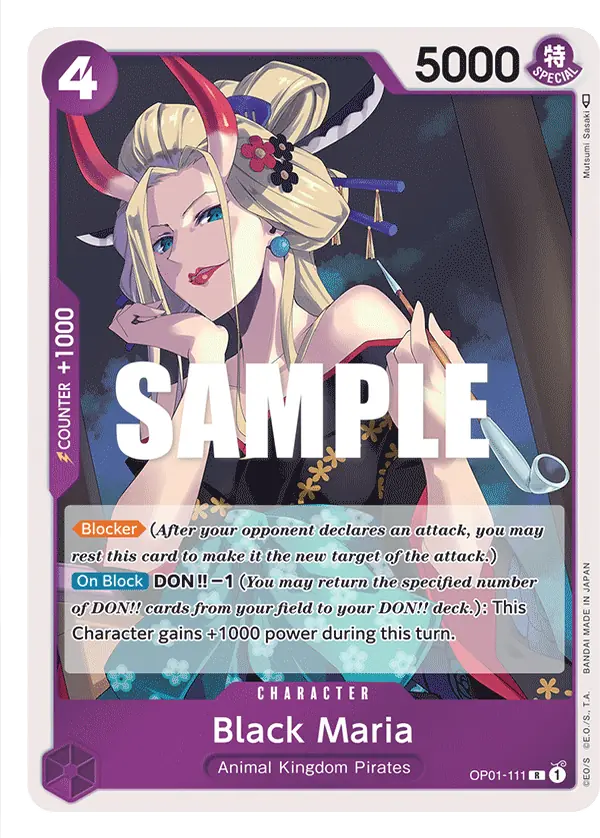 4
5000
特
SPECIAL
Mutsumi Sasaki
COUNTER +1000
SAMPLE
Blocker (After your opponent declares an attack, you may
rest this card to make it the new target of the attack.)
On Block DON!!−1 (You may return the specified number
of DON!! cards from your field to your DON!! deck.): This
Character gains +1000 power during this turn.
CHARACTER
Black Maria
Animal Kingdom Pirates
OP01-111 R 1
©EO/S ©E.O./S., T.A. BANDAI MADE IN JAPAN